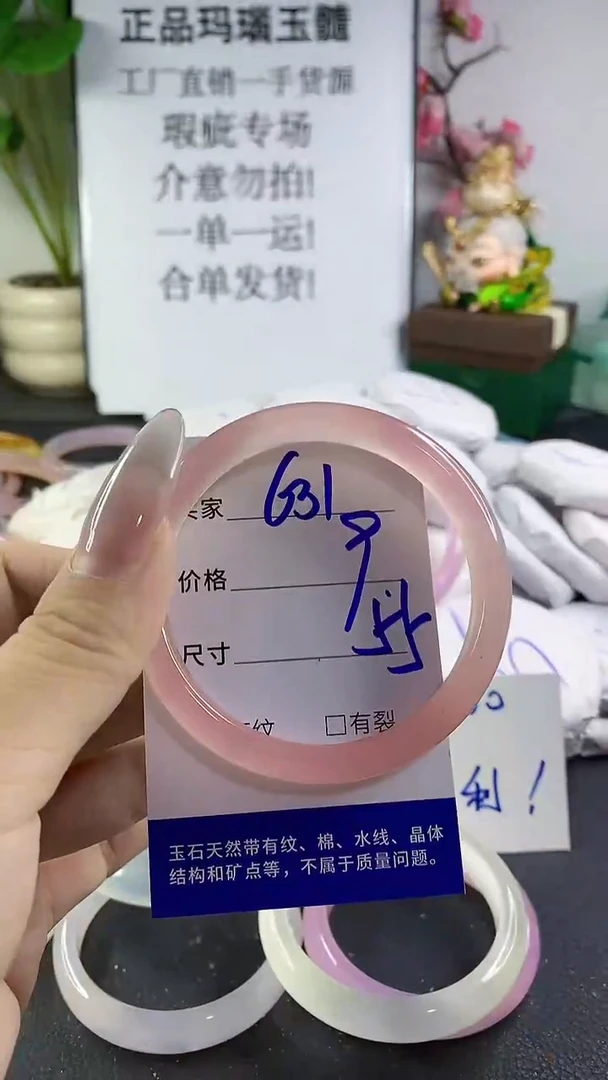 正品玛瑙玉髓
工厂直销一手货源
瑕疵专场
介意勿拍!
一单一运!
合单发货!
家 631
价格
尺寸 55
纹 □有裂
玉石天然带有纹、棉、水线、晶体
结构和矿点等，不属于质量问题。
利！